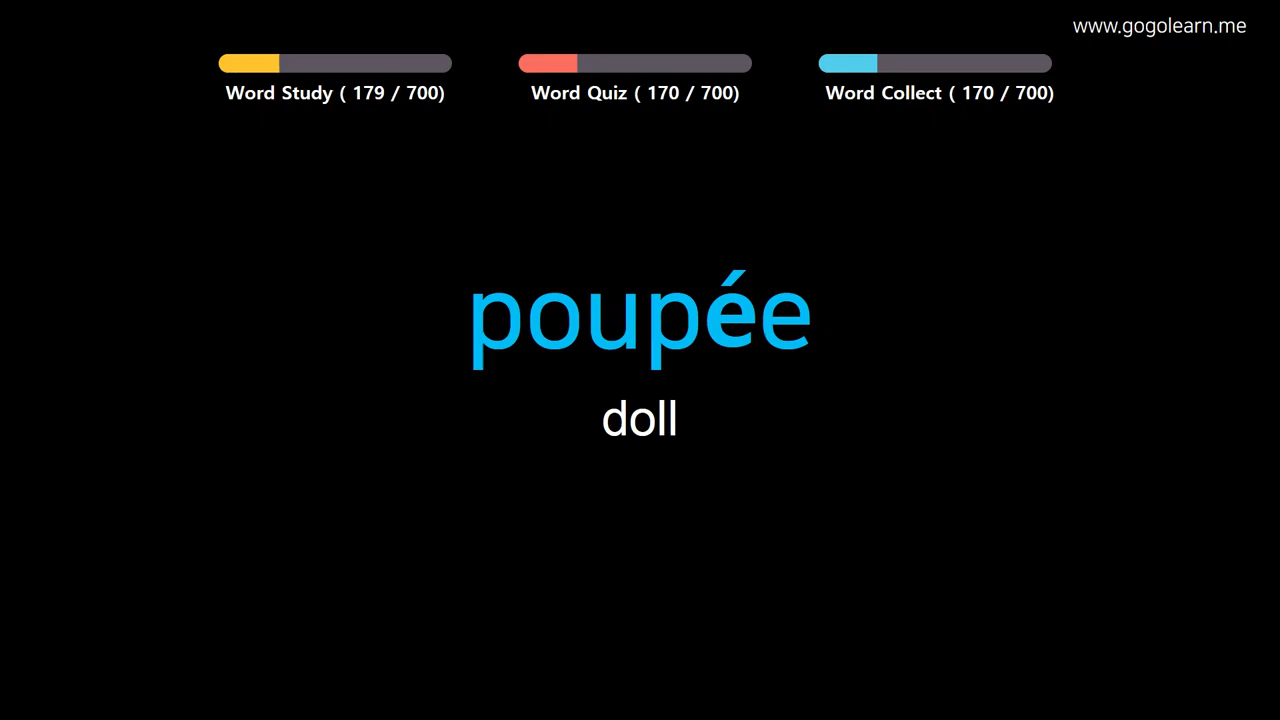 www.gogolearn.me
Word Study ( 179 / 700)
Word Quiz ( 170 / 700)
Word Collect ( 170 / 700)
poupée
doll